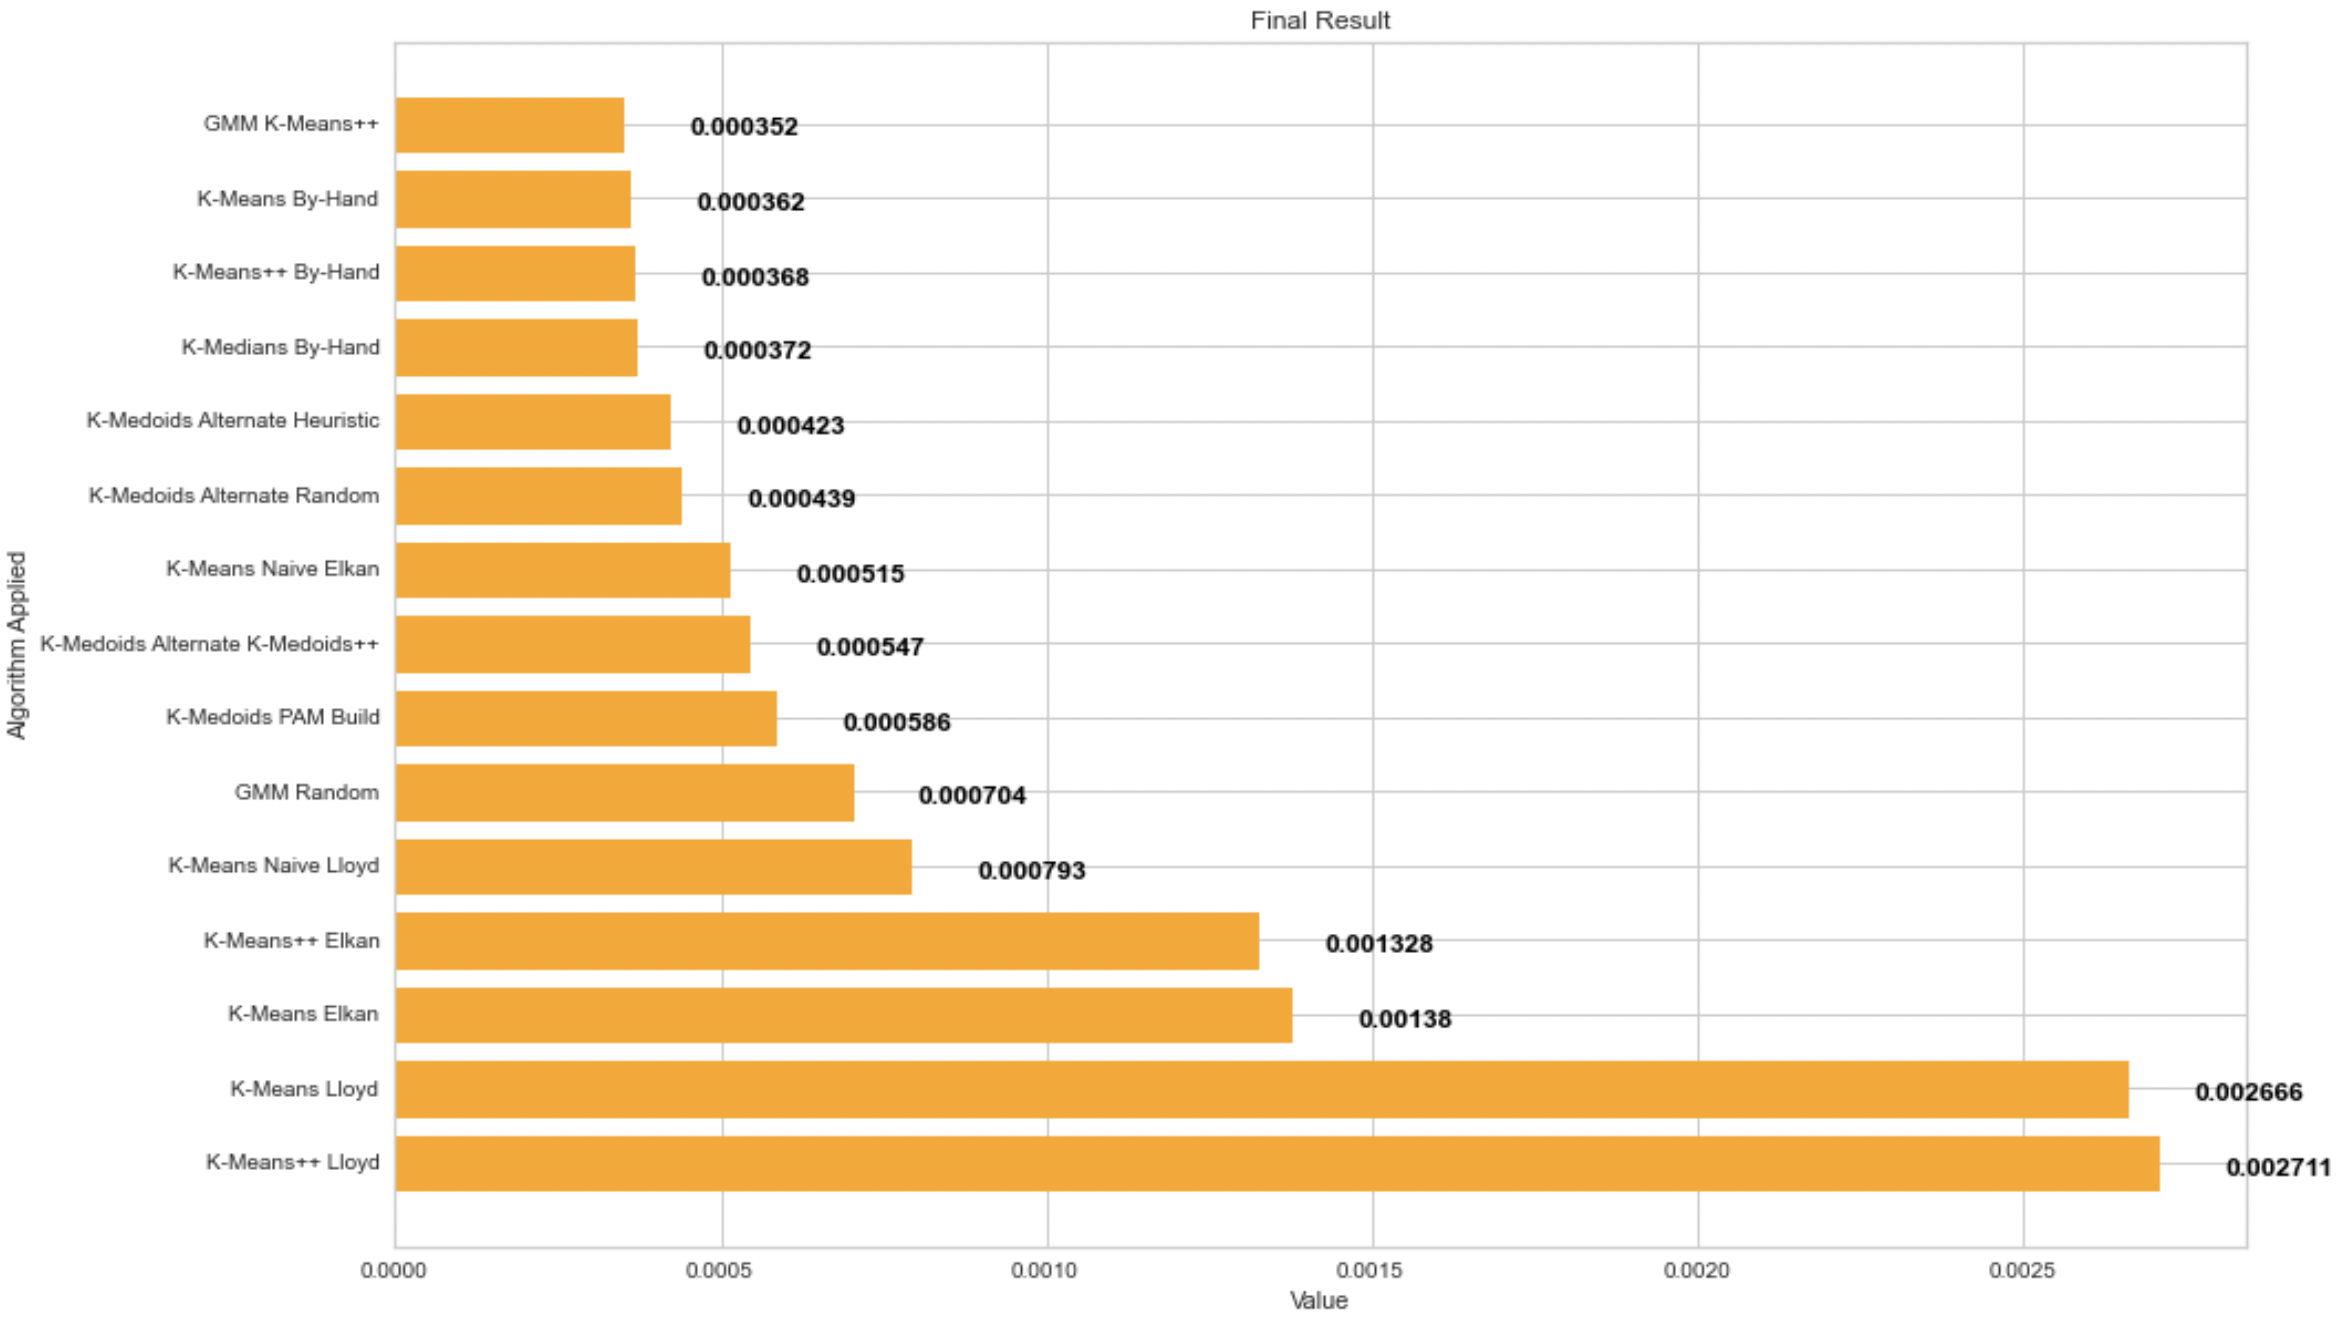 Final Result
GMM K-Means++ 0.000352
K-Means By-Hand 0.000362
K-Means++ By-Hand 0.000368
K-Medians By-Hand 0.000372
K-Medoids Alternate Heuristic 0.000423
K-Medoids Alternate Random 0.000439
K-Means Naive Elkan 0.000515
K-Medoids Alternate K-Medoids++ 0.000547
K-Medoids PAM Build 0.000586
GMM Random 0.000704
K-Means Naive Lloyd 0.000793
K-Means++ Elkan 0.001328
K-Means Elkan 0.00138
K-Means Lloyd 0.002666
K-Means++ Lloyd 0.002711
Algorithm Applied
0.0000 0.0005 0.0010 0.0015 0.0020 0.0025
Value